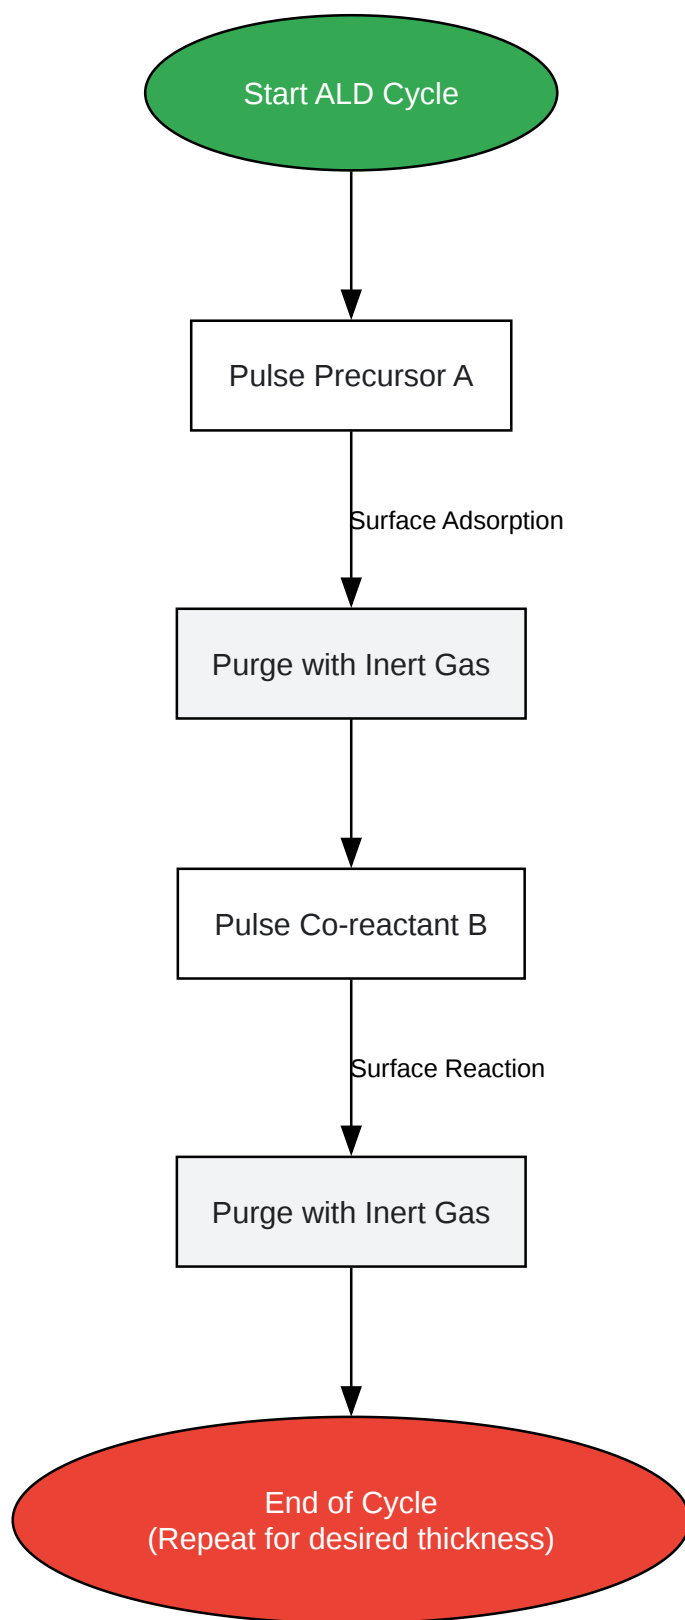 Start ALD Cycle
Pulse Precursor A
Surface Adsorption
Purge with Inert Gas
Pulse Co-reactant B
Surface Reaction
Purge with Inert Gas
End of Cycle
(Repeat for desired thickness)